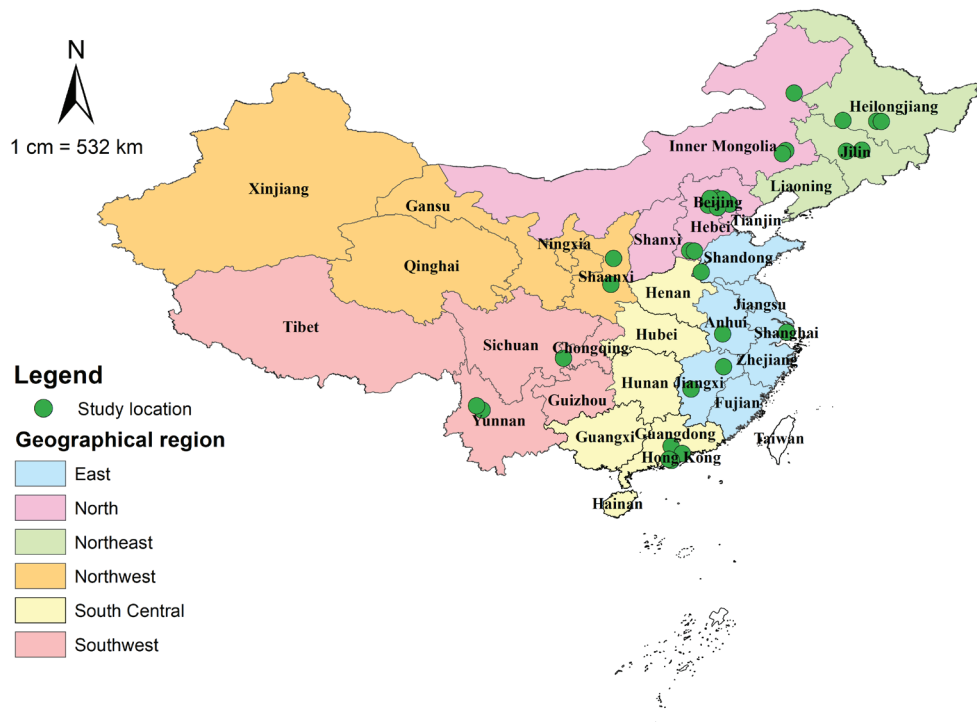 N
1 cm = 532 km
Heilongjiang
Inner Mongolia
Jilin
Xinjiang
Liaoning
Gansu
Beijing
Tianjin
Hebei
Ningxia
Shanxi
Shandong
Qinghai
Shaanxi
Henan
Jiangsu
Tibet
Anhui
Shanghai
Hubei
Sichuan
Chongqing
Zhejiang
Hunan
Jiangxi
Guizhou
Fujian
Yunnan
Guangxi
Guangdong
Taiwan
Hong Kong
Hainan
Legend
Study location
Geographical region
East
North
Northeast
Northwest
South Central
Southwest